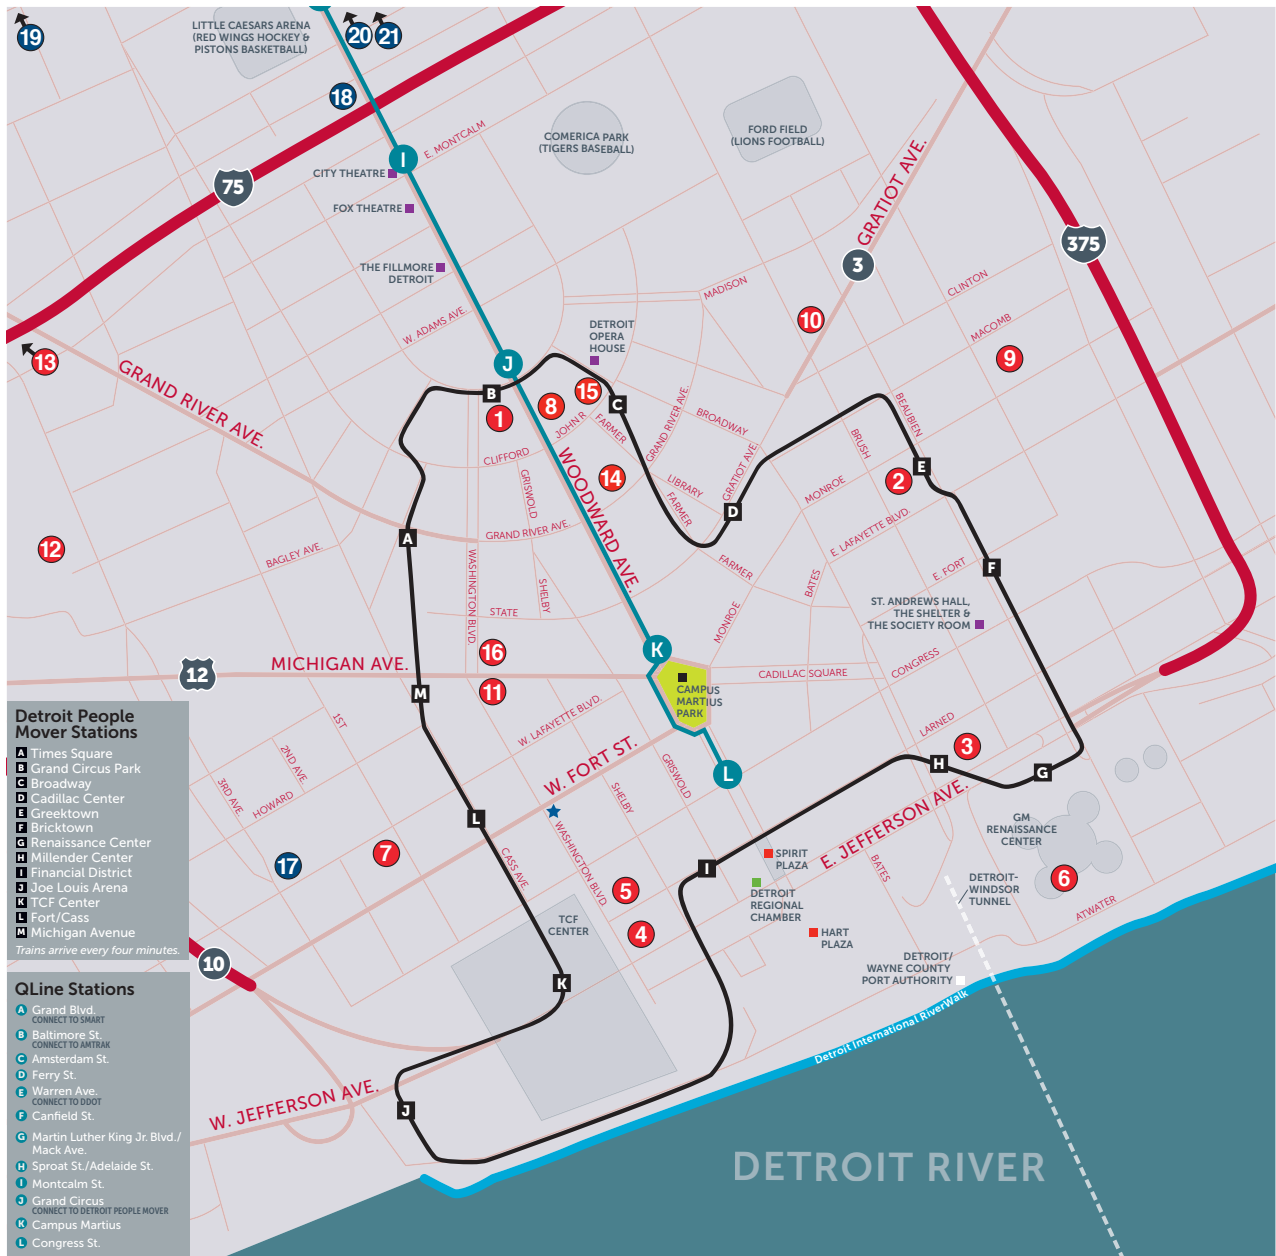 19
LITTLE CAESARS ARENA
(RED WINGS HOCKEY &
PISTONS BASKETBALL)
20
21
18
75
I
E. MONTCALM
CITY THEATRE
FOX THEATRE
THE FILLMORE
DETROIT
COMERICA PARK
(TIGERS BASEBALL)
FORD FIELD
(LIONS FOOTBALL)
GRATIOT AVE.
3
375
CLINTON
MACOMB
MADISON
10
9
W. ADAMS AVE.
DETROIT
OPERA
HOUSE
13
GRAND RIVER AVE.
J
B
1
8
15
C
JOHN R
FARMER
GRAND RIVER AVE.
BROADWAY
BEAUBIEN
BRUSH
CLIFFORD
GRISWOLD
WOODWARD AVE.
14
LIBRARY
FARMER
GRATIOT AVE.
D
MONROE
2
E
E. LAFAYETTE BLVD.
A
GRAND RIVER AVE.
12
BAGLEY AVE.
WASHINGTON BLVD.
SHELBY
STATE
FARMER
BATES
E. FORT
F
MONROE
ST. ANDREWS HALL,
THE SHELTER &
THE SOCIETY ROOM
K
16
MICHIGAN AVE.
12
M
11
CAMPUS
MARTIUS
PARK
CADILLAC SQUARE
CONGRESS
LARNED
W. LAFAYETTE BLVD.
1ST
2ND AVE
3RD AVE
HOWARD
W. FORT ST.
GRISWOLD
SHELBY
L
H
3
G
E. JEFFERSON AVE.
GM
RENAISSANCE
CENTER
L
WASHINGTON BLVD.
CASS AVE.
17
7
5
4
I
SPIRIT
PLAZA
DETROIT
REGIONAL
CHAMBER
BATES
HART
PLAZA
DETROIT-
WINDSOR
TUNNEL
6
ATWATER
TCF
CENTER
K
DETROIT/
WAYNE COUNTY
PORT AUTHORITY
Detroit International RiverWalk
10
W. JEFFERSON AVE.
J
DETROIT RIVER
Detroit People
Mover Stations
A Times Square
B Grand Circus Park
C Broadway
D Cadillac Center
E Greektown
F Bricktown
G Renaissance Center
H Millender Center
I Financial District
J Joe Louis Arena
K TCF Center
L Fort/Cass
M Michigan Avenue
Trains arrive every four minutes.
QLine Stations
A Grand Blvd.
CONNECT TO SMART
B Baltimore St.
CONNECT TO AMTRAK
C Amsterdam St.
D Ferry St.
E Warren Ave.
CONNECT TO DDOT
F Canfield St.
G Martin Luther King Jr. Blvd./
Mack Ave.
H Sproat St./Adelaide St.
I Montcalm St.
J Grand Circus
CONNECT TO DETROIT PEOPLE MOVER
K Campus Martius
L Congress St.